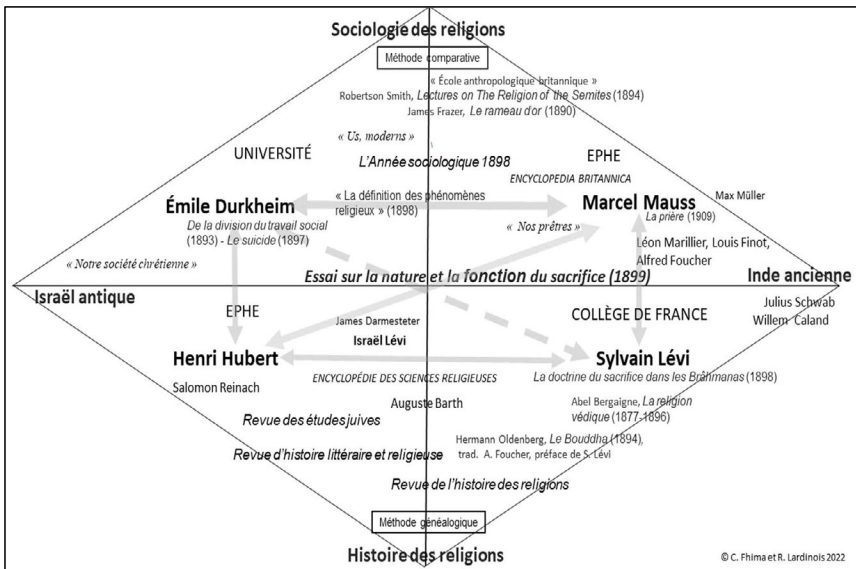 Sociologie des religions
Méthode comparative
« École anthropologique britannique »
Robertson Smith, Lectures on The Religion of the Semites (1894)
James Frazer, Le rameau d'or (1890)
« Us, moderns »
UNIVERSITÉ
L'Année sociologique 1898
EPHE
ENCYCLOPEDIA BRITANNICA
Émile Durkheim
« La définition des phénomènes
religieux » (1898)
Marcel Mauss
Max Müller
De la division du travail social
(1893) - Le suicide (1897)
La prière (1909)
« Nos prêtres »
Léon Marillier, Louis Finot,
Alfred Foucher
« Notre société chrétienne »
Essai sur la nature et la fonction du sacrifice (1899)
Inde ancienne
Israël antique
Julius Schwab
Willem Caland
EPHE
COLLÈGE DE FRANCE
James Darmesteter
Israël Lévi
Henri Hubert
Sylvain Lévi
Salomon Reinach
ENCYCLOPÉDIE DES SCIENCES RELIGIEUSES
La doctrine du sacrifice dans les Brâhmanas (1898)
Auguste Barth
Abel Bergaigne, La religion
védique (1877-1896)
Revue des études juives
Hermann Oldenberg, Le Bouddha (1894),
trad. A. Foucher, préface de S. Lévi
Revue d'histoire littéraire et religieuse
Revue de l'histoire des religions
Méthode généalogique
Histoire des religions
© C. Fhima et R. Lardinois 2022